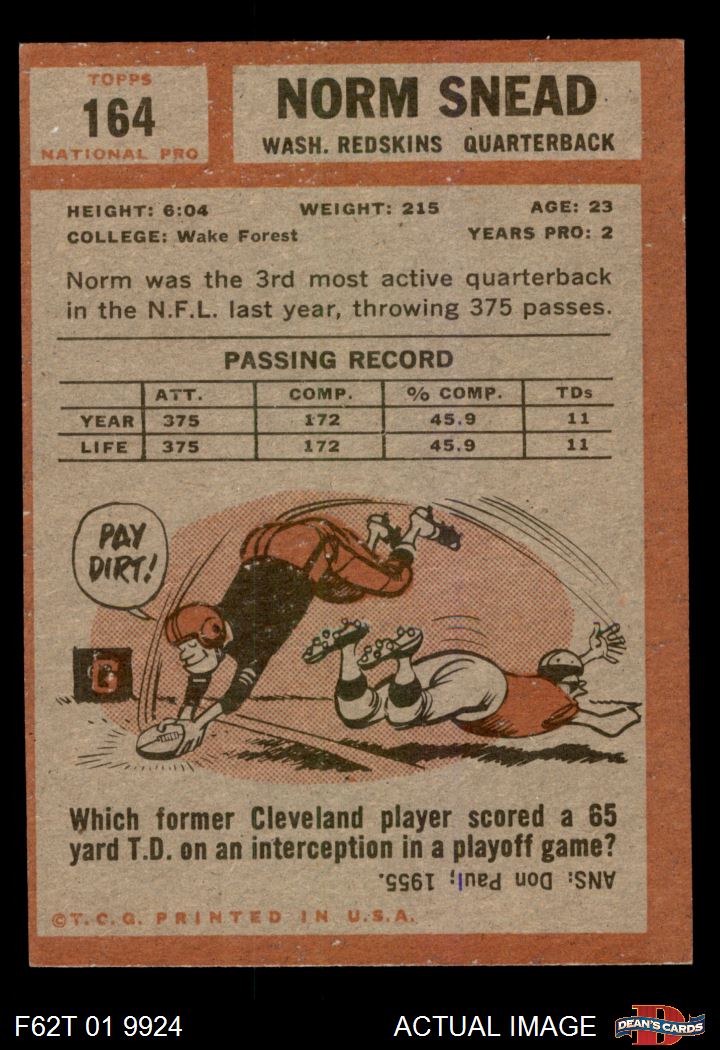 TOPPS
164
NATIONAL PRO
NORM SNEAD
WASH. REDSKINS QUARTERBACK
HEIGHT: 6:04 WEIGHT: 215 AGE: 23
COLLEGE: Wake Forest YEARS PRO: 2
Norm was the 3rd most active quarterback
in the N.F.L. last year, throwing 375 passes.
PASSING RECORD
ATT. COMP. % COMP. TDs
YEAR 375 172 45.9 11
LIFE 375 172 45.9 11
PAY
DIRT!
G
Which former Cleveland player scored a 65
yard T.D. on an interception in a playoff game?
ANS: Don Paul; 1955.
©T.C.G. PRINTED IN U.S.A.
F62T 01 9924 ACTUAL IMAGE
D
DEAN'S CARDS